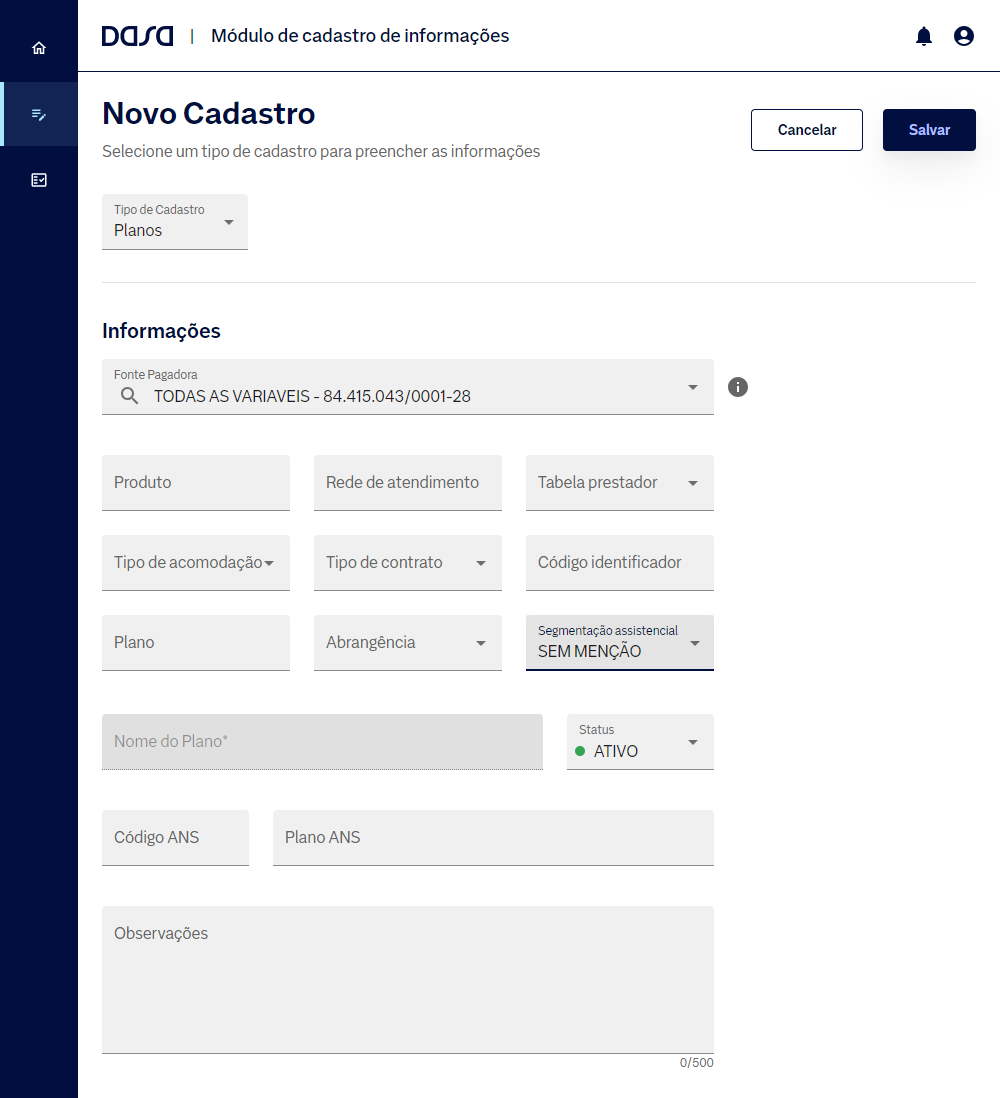 DASA | Módulo de cadastro de informações
Novo Cadastro
Selecione um tipo de cadastro para preencher as informações
Cancelar
Salvar
Tipo de Cadastro
Planos
Informações
Fonte Pagadora
TODAS AS VARIAVEIS - 84.415.043/0001-28
Produto
Rede de atendimento
Tabela prestador
Tipo de acomodação
Tipo de contrato
Código identificador
Plano
Abrangência
Segmentação assistencial
SEM MENÇÃO
Nome do Plano*
Status
ATIVO
Código ANS
Plano ANS
Observações
0/500